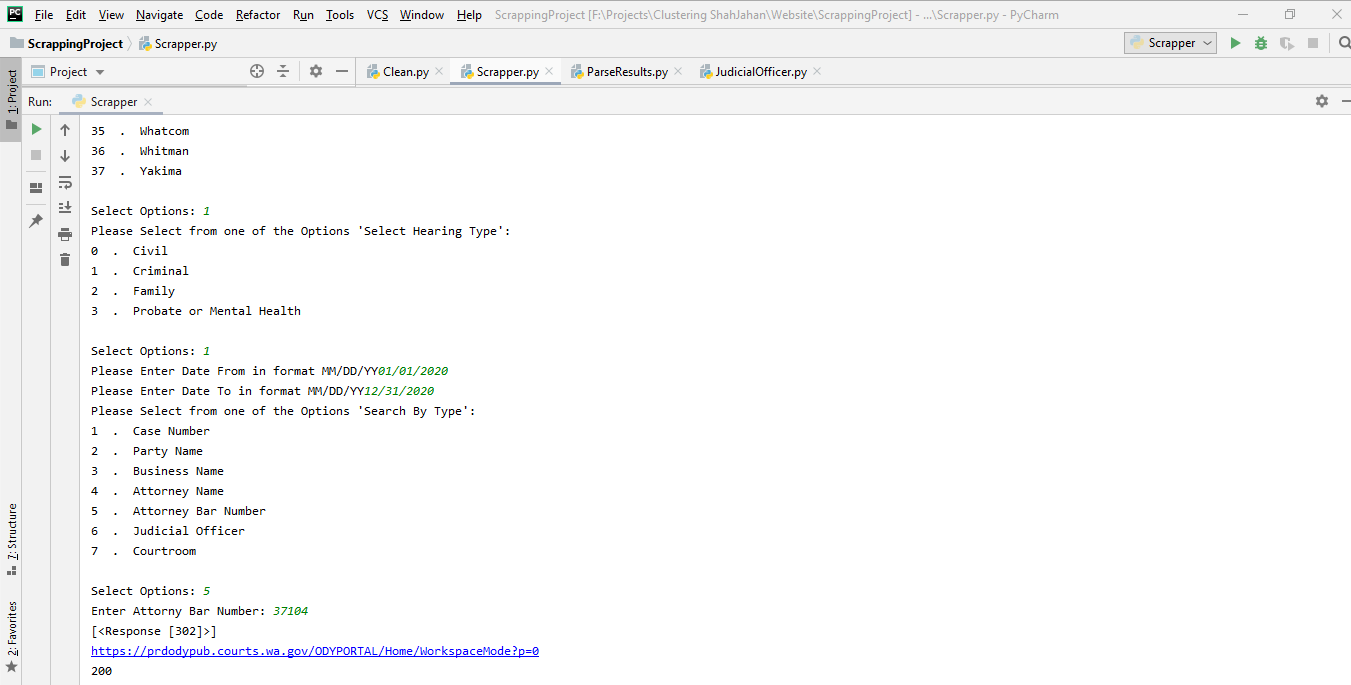 PC File Edit View Navigate Code Refactor Run Tools VCS Window Help ScrappingProject [F:\Projects\Clustering ShahJahan\Website\ScrappingProject] - ...\Scrapper.py - PyCharm
ScrappingProject Scrapper.py Scrapper
1: Project
Project Clean.py Scrapper.py ParseResults.py JudicialOfficer.py
Run: Scrapper
35 . Whatcom
36 . Whitman
37 . Yakima
Select Options: 1
Please Select from one of the Options 'Select Hearing Type':
0 . Civil
1 . Criminal
2 . Family
3 . Probate or Mental Health
Select Options: 1
Please Enter Date From in format MM/DD/YY01/01/2020
Please Enter Date To in format MM/DD/YY12/31/2020
Please Select from one of the Options 'Search By Type':
1 . Case Number
2 . Party Name
3 . Business Name
4 . Attorney Name
5 . Attorney Bar Number
6 . Judicial Officer
7 . Courtroom
Select Options: 5
Enter Attorny Bar Number: 37104
[<Response [302]>]
https://prdodypub.courts.wa.gov/ODYPORTAL/Home/WorkspaceMode?p=0
200
7: Structure
2: Favorites